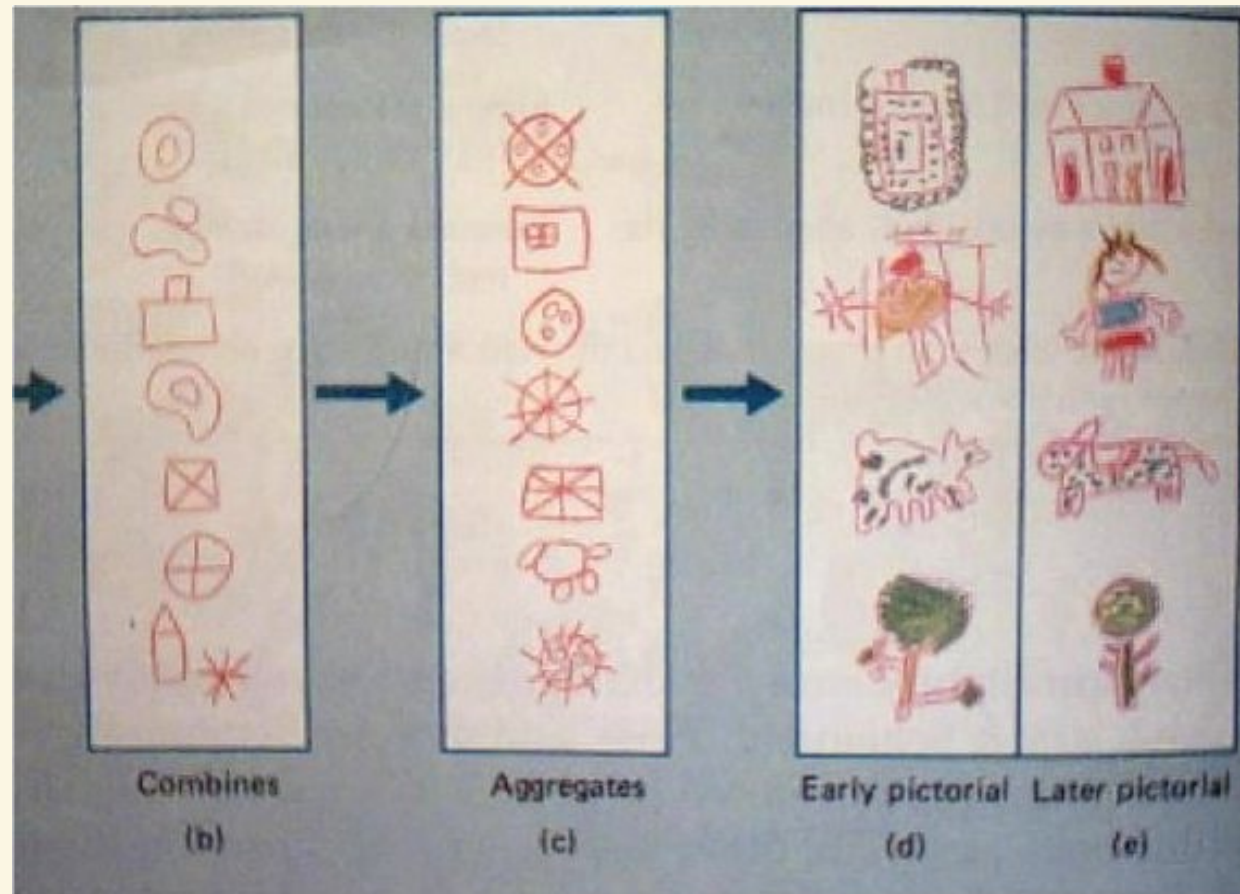 Combines
Aggregates
Early pictorial
Later pictorial
(b)
(c)
(d)
(e)